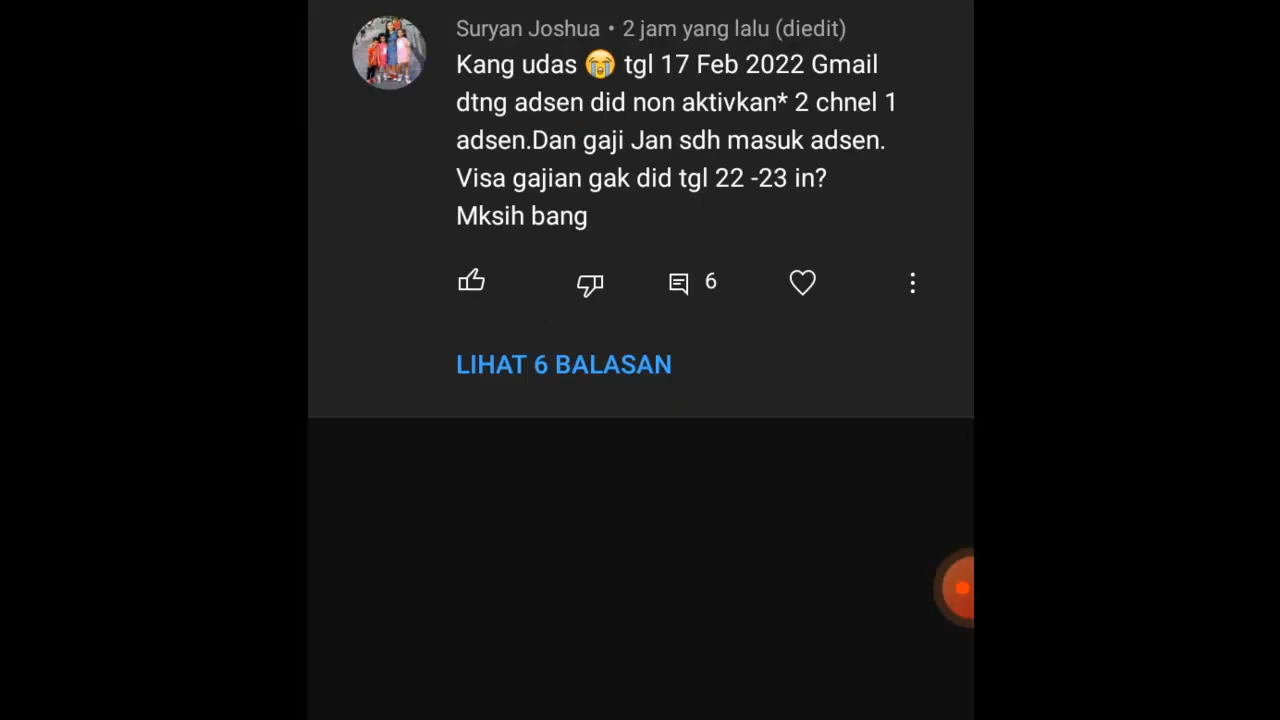 Suryan Joshua • 2 jam yang lalu (diedit)
Kang udas 😭 tgl 17 Feb 2022 Gmail
dtng adsen did non aktivkan* 2 chnel 1
adsen.Dan gaji Jan sdh masuk adsen.
Visa gajian gak did tgl 22 -23 in?
Mksih bang
6
LIHAT 6 BALASAN